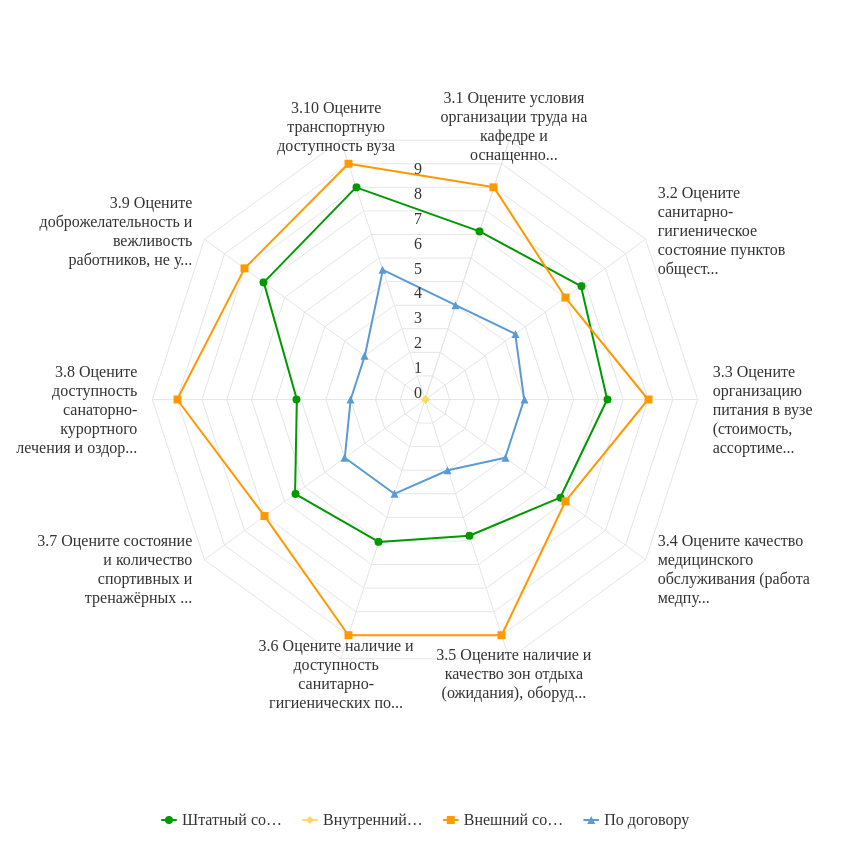 3.10 Оцените
транспортную
доступность вуза
3.1 Оцените условия
организации труда на
кафедре и
оснащенно...
3.2 Оцените
санитарно-
гигиеническое
состояние пунктов
общест...
3.3 Оцените
организацию
питания в вузе
(стоимость,
ассортиме...
3.4 Оцените качество
медицинского
обслуживания (работа
медпу...
3.5 Оцените наличие и
качество зон отдыха
(ожидания), оборуд...
3.6 Оцените наличие и
доступность
санитарно-
гигиенических по...
3.7 Оцените состояние
и количество
спортивных и
тренажёрных ...
3.8 Оцените
доступность
санаторно-
курортного
лечения и оздор...
3.9 Оцените
доброжелательность и
вежливость
работников, не у...
9
8
7
6
5
4
3
2
1
0
Штатный со…
Внутренний…
Внешний со…
По договору